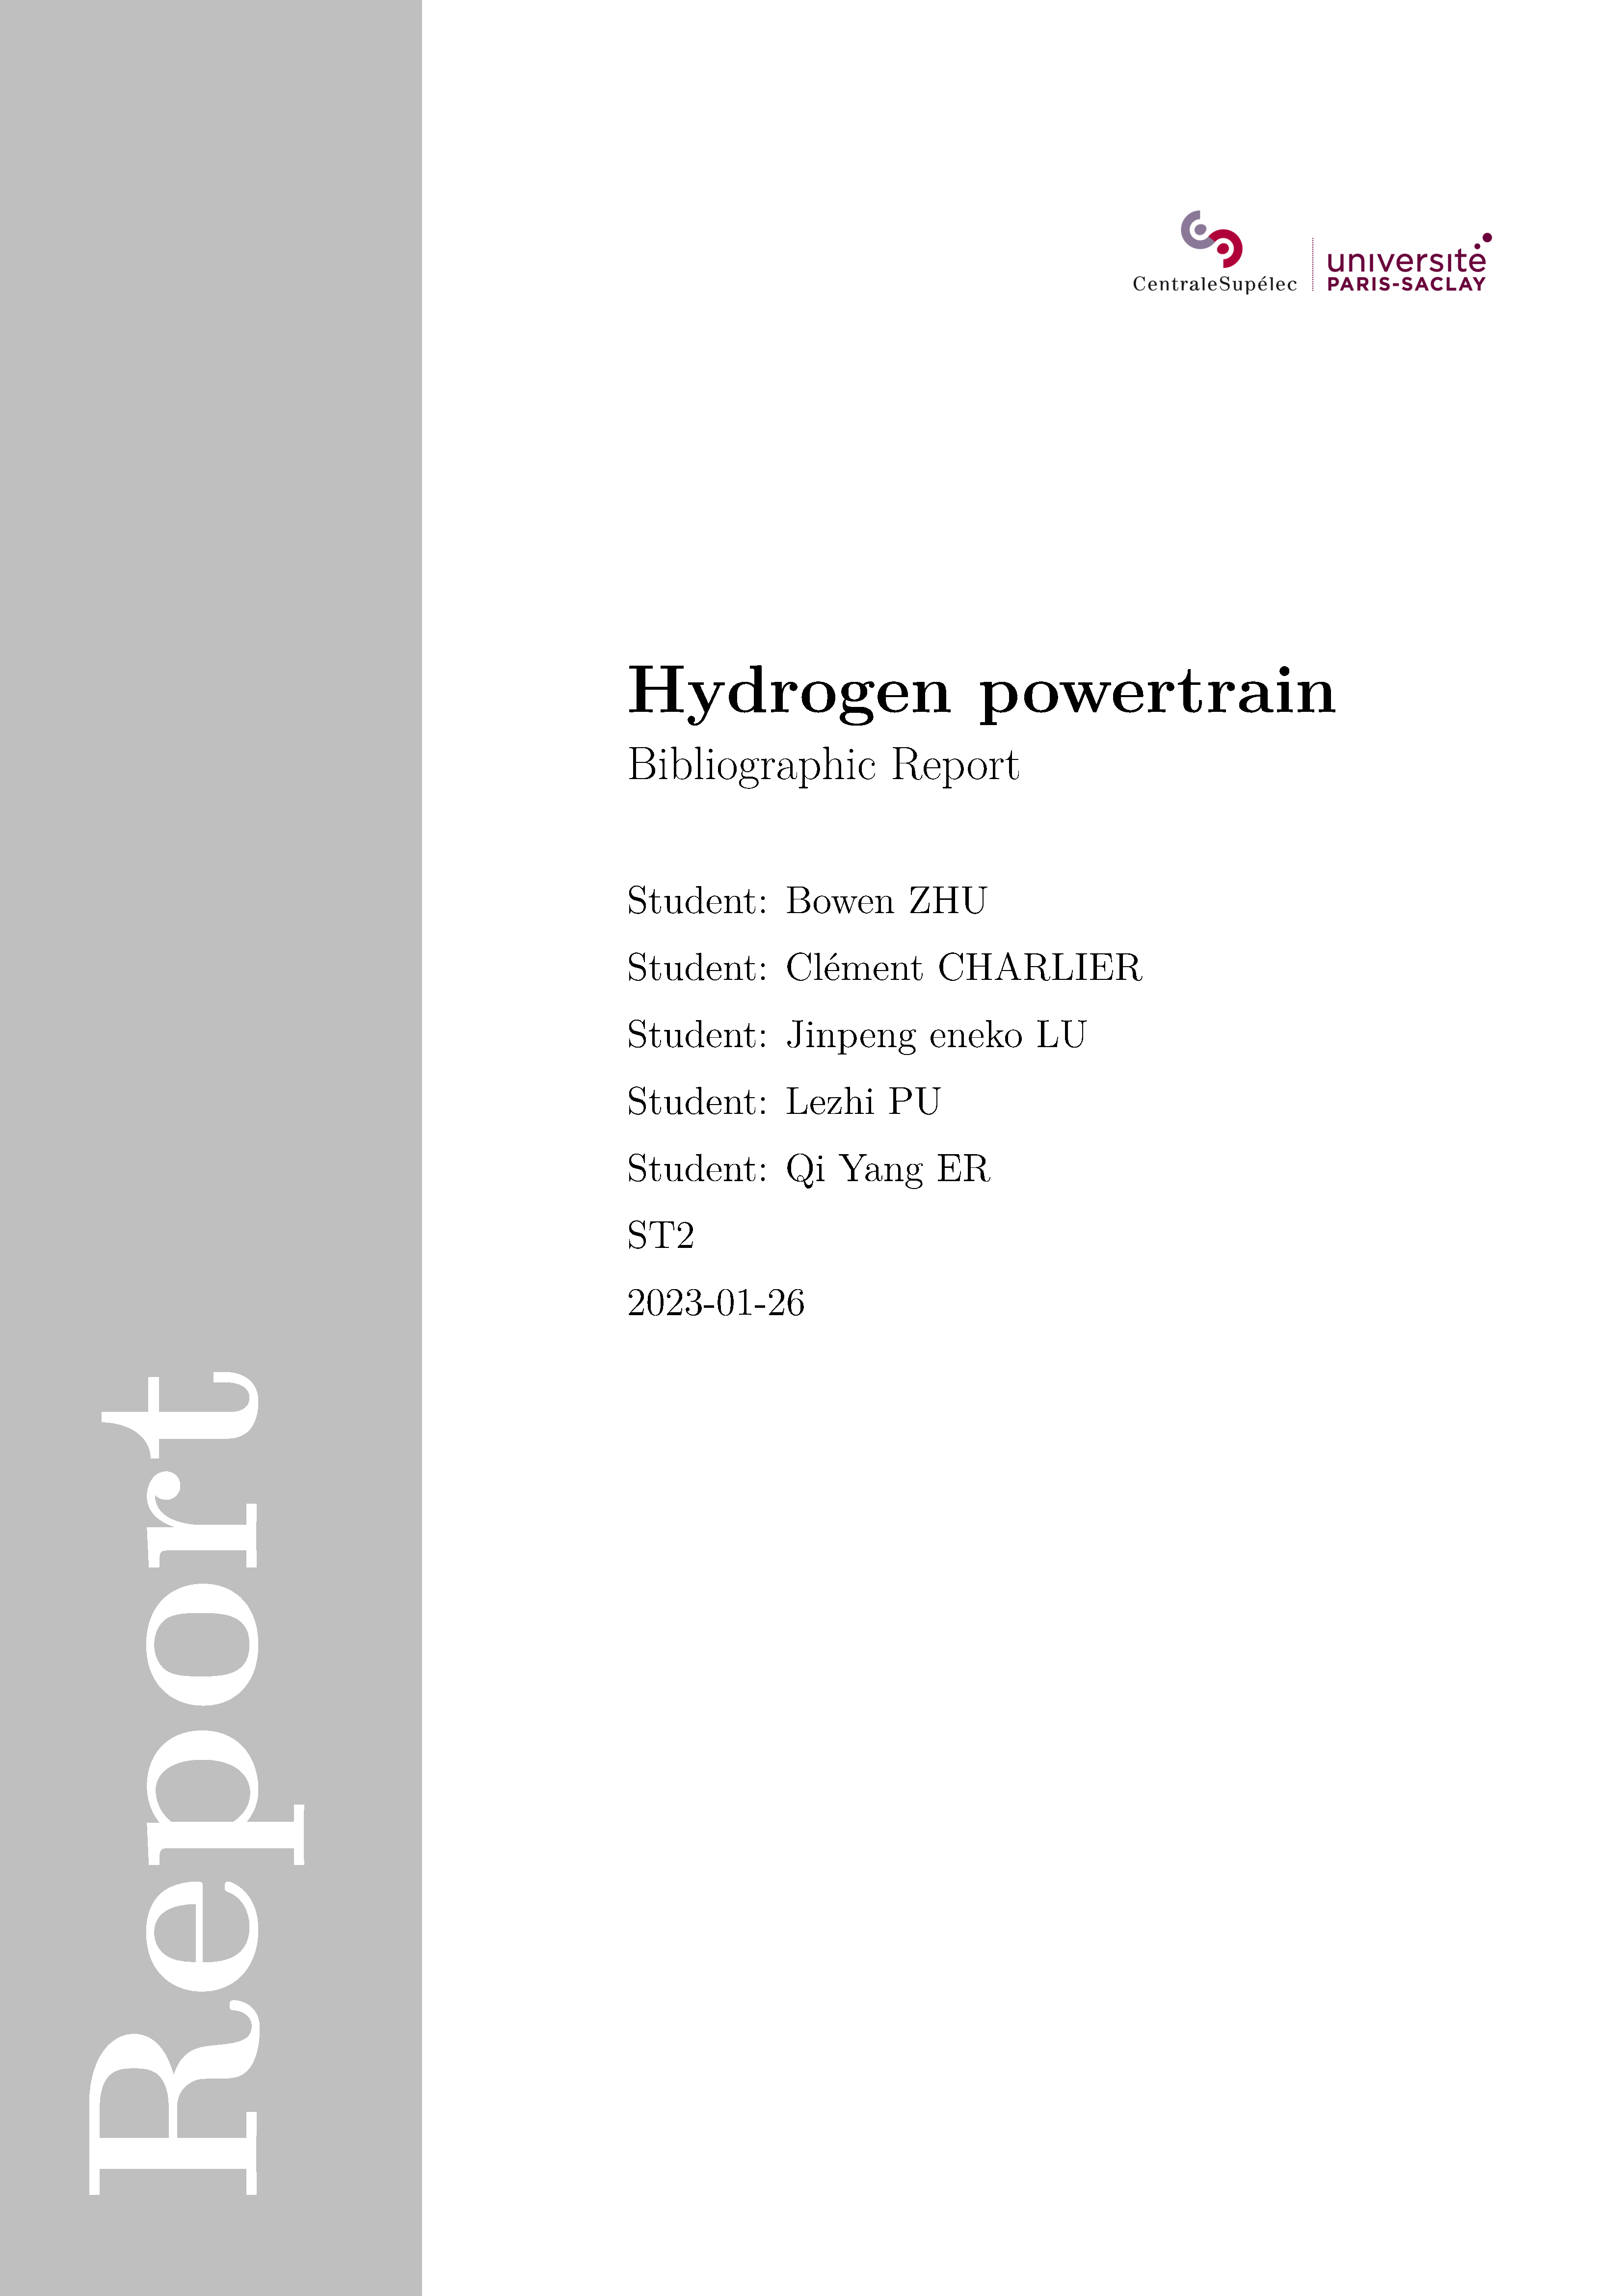 CentraleSupélec
université
PARIS-SACLAY
Hydrogen powertrain
Bibliographic Report
Student: Bowen ZHU
Student: Clément CHARLIER
Student: Jinpeng eneko LU
Student: Lezhi PU
Student: Qi Yang ER
ST2
2023-01-26
Report